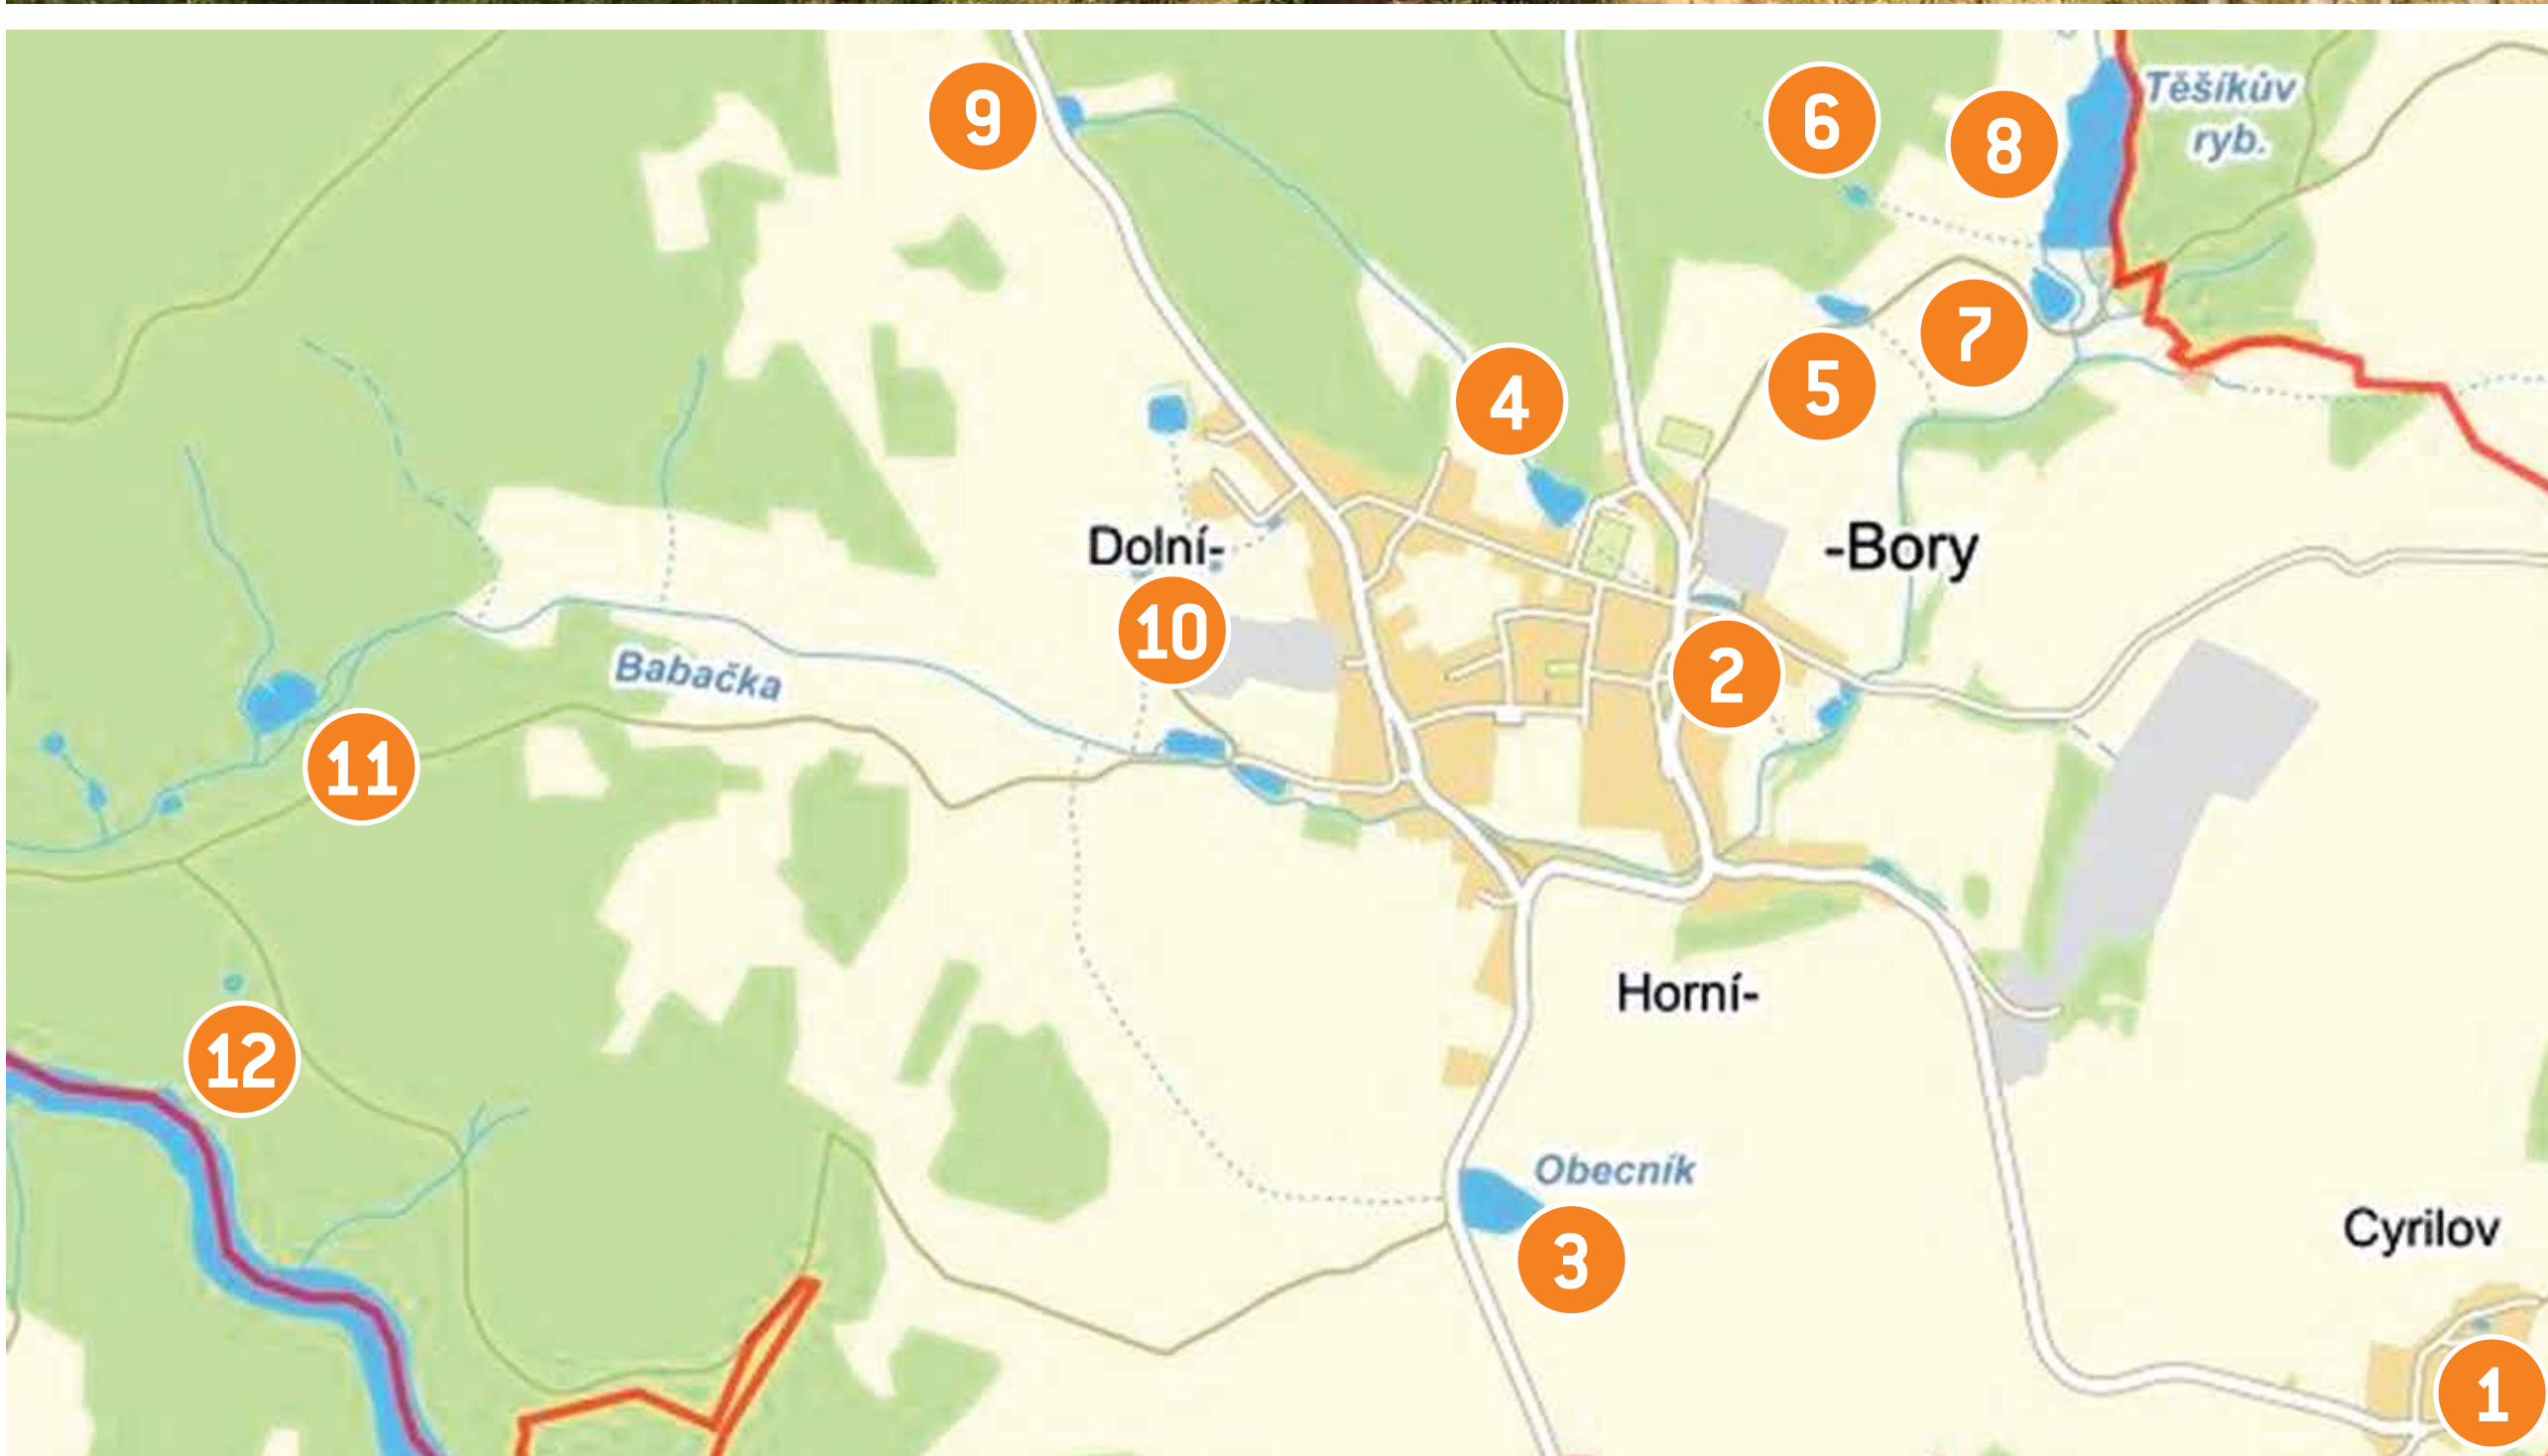 9
6
8
Těšíkův
ryb.
7
5
4
Dolní-
-Bory
10
Babačka
2
11
Horní-
12
Obecník
3
Cyrilov
1